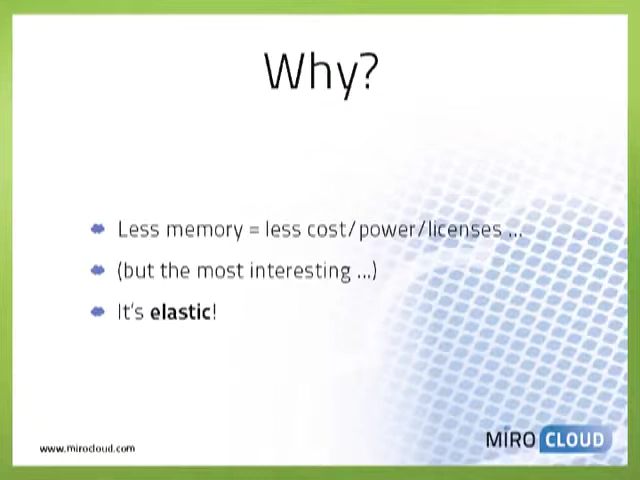 Why?
Less memory = less cost/power/licenses ...
(but the most interesting ...)
It's elastic!
www.mirocloud.com
MIRO CLOUD